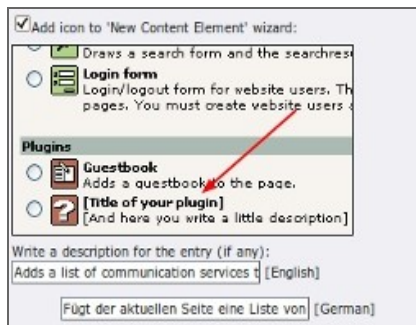 Add icon to 'New Content Element' wizard:
Draws a search form and the searchres
Login form
Login/logout form for website users. Th
pages. You must create website users
Plugins
Guestbook
Adds a guestbook to the page.
[Title of your plugin]
[And here you write a little description]
Write a description for the entry (if any):
Adds a list of communication services t [English]
Fügt der aktuellen Seite eine Liste von [German]